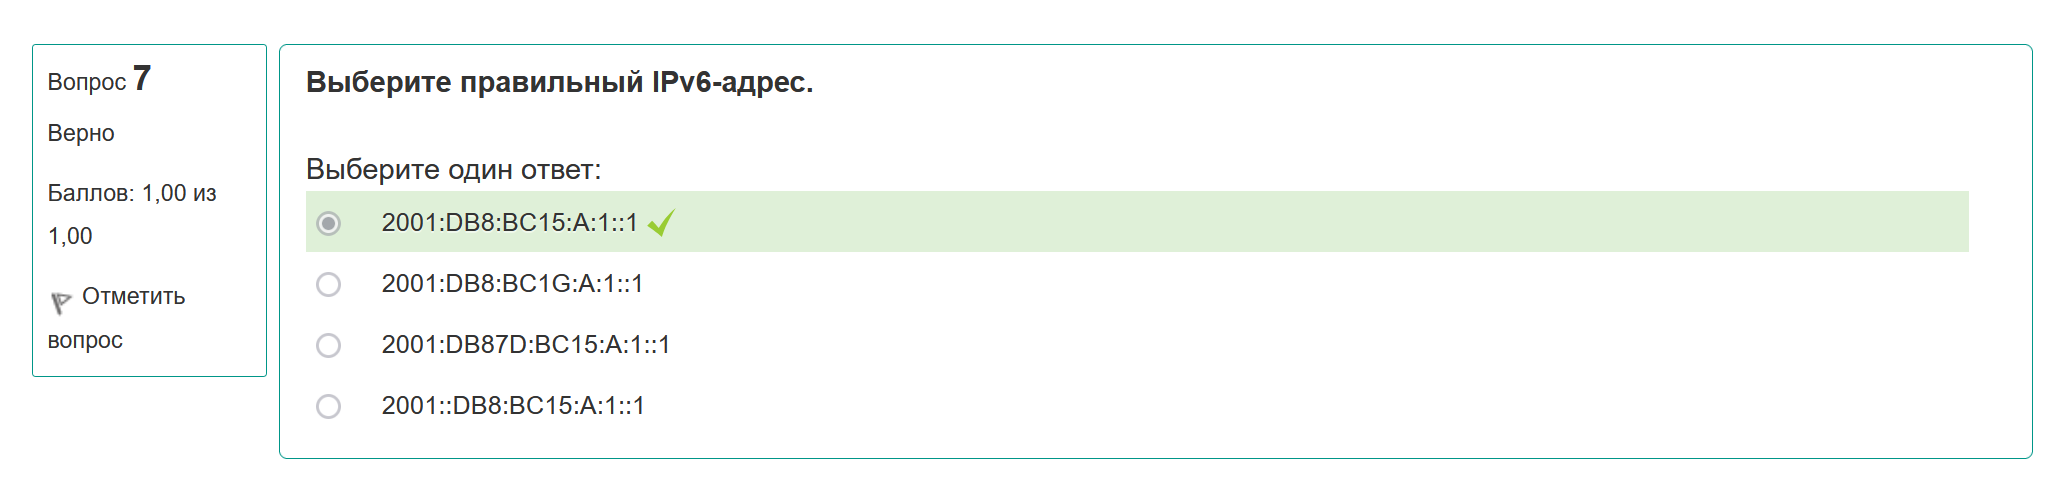 Вопрос 7
Верно
Баллов: 1,00 из
1,00
Отметить
вопрос
Выберите правильный IPv6-адрес.
Выберите один ответ:
2001:DB8:BC15:A:1::1
2001:DB8:BC1G:A:1::1
2001:DB87D:BC15:A:1::1
2001::DB8:BC15:A:1::1